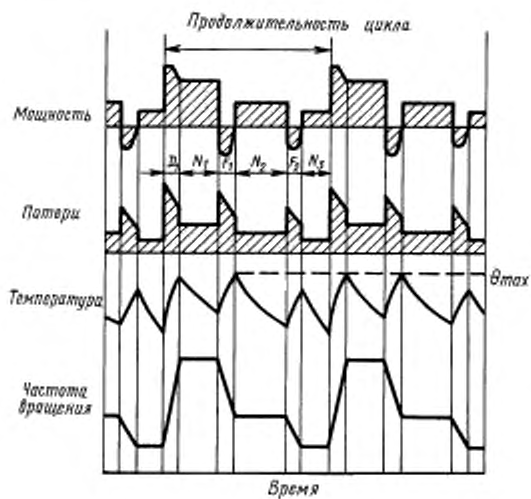 Продолжительность цикла
Мощность
D N₁ F₁ N₂ F₂ N₃
Потери
Температура
Θmax
Частота
вращения
Время